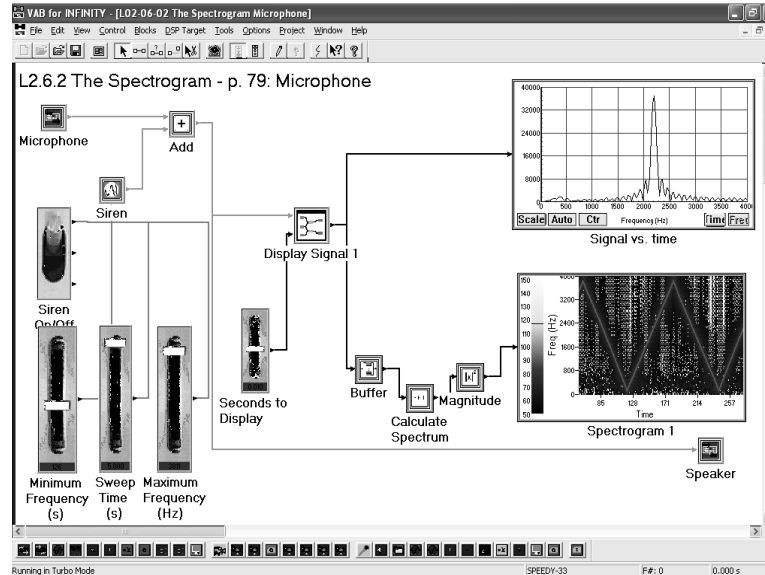 VAB for INFINITY - [L02-06-02 The Spectrogram Microphone]
File Edit View Control Blocks DSP Target Tools Options Project Window Help
L2.6.2 The Spectrogram - p. 79: Microphone
Microphone
Add
Siren
Siren
On/Off
Display Signal 1
Seconds to
Display
Minimum
Frequency
(s)
Sweep
Time
(s)
Maximum
Frequency
(Hz)
Buffer
Calculate
Spectrum
Magnitude
40000
32000
24000
16000
8000
0
0 500 1000 1500 2000 2500 3000 3500 400
Scale Auto Ctr Frequency (Hz) Time Fre
Signal vs. time
150
140
130
120
110
100
90
80
70
60
50
Freq (Hz)
4000
3200
2400
1600
800
0
85 128 171 214 257
Time
Spectrogram 1
Speaker
Running in Turbo Mode SPEEDY-33 F#: 0 0.000 s